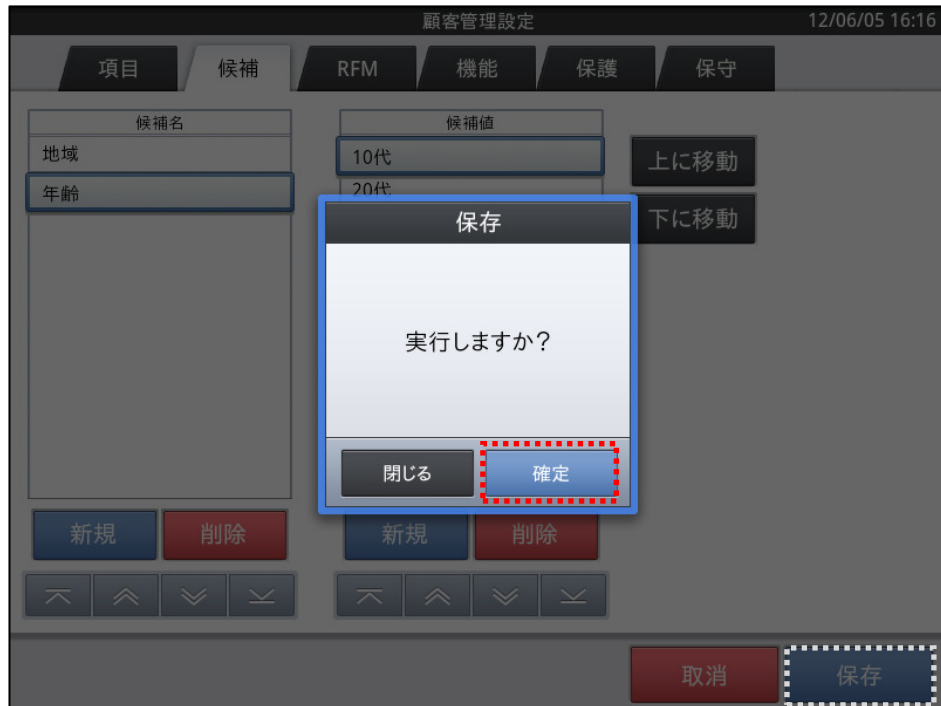 顧客管理設定
12/06/05 16:16
項目
候補
RFM
機能
保護
保守
候補名
地域
年齢
候補値
10代
20代
上に移動
下に移動
保存
実行しますか？
閉じる
確定
新規
削除
新規
削除
取消
保存